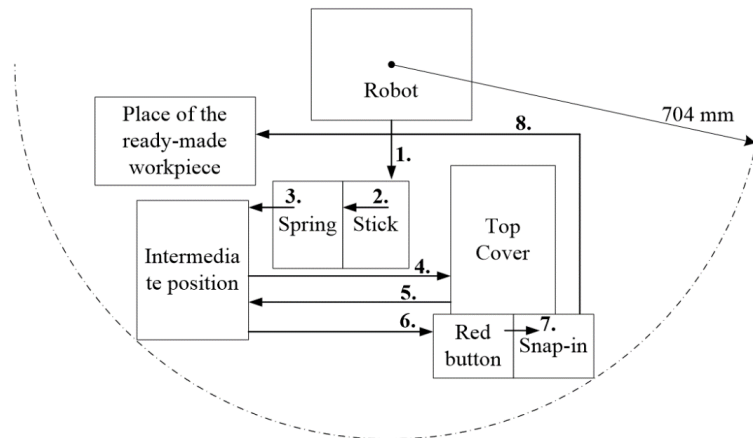 Robot
704 mm
Place of the
ready-made
workpiece
8.
1.
3.
2.
Spring
Stick
Top
Cover
Intermedia
te position
4.
5.
6.
Red
button
7.
Snap-in